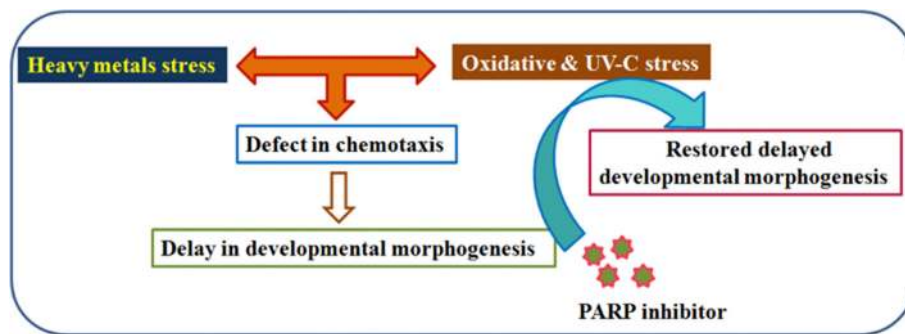 Heavy metals stress
Oxidative & UV-C stress
Defect in chemotaxis
Restored delayed
developmental morphogenesis
Delay in developmental morphogenesis
PARP inhibitor